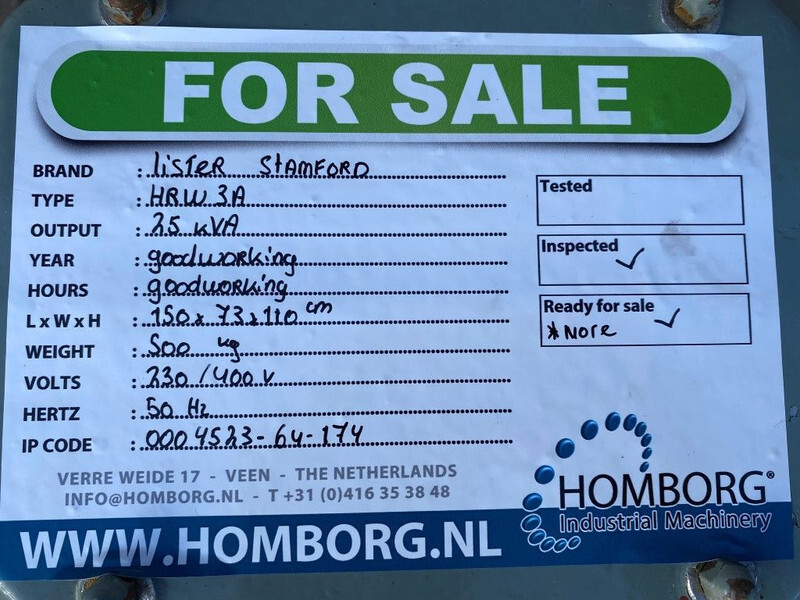 FOR SALE
BRAND : LiSTER STAMFORD
TYPE : HRW 3A
OUTPUT : 25 kVA
YEAR : goodworking
HOURS : goodworking
L x W x H : 150 x 73 x 110 cm
WEIGHT : 500 kg
VOLTS : 230 / 400 V
HERTZ : 50 Hz
IP CODE : 0004523-64-174
Tested
Inspected ✓
Ready for sale ✓
*NORE
VERRE WEIDE 17 - VEEN - THE NETHERLANDS
INFO@HOMBORG.NL - T +31 (0)416 35 38 48
WWW.HOMBORG.NL
HOMBORG®
Industrial Machinery